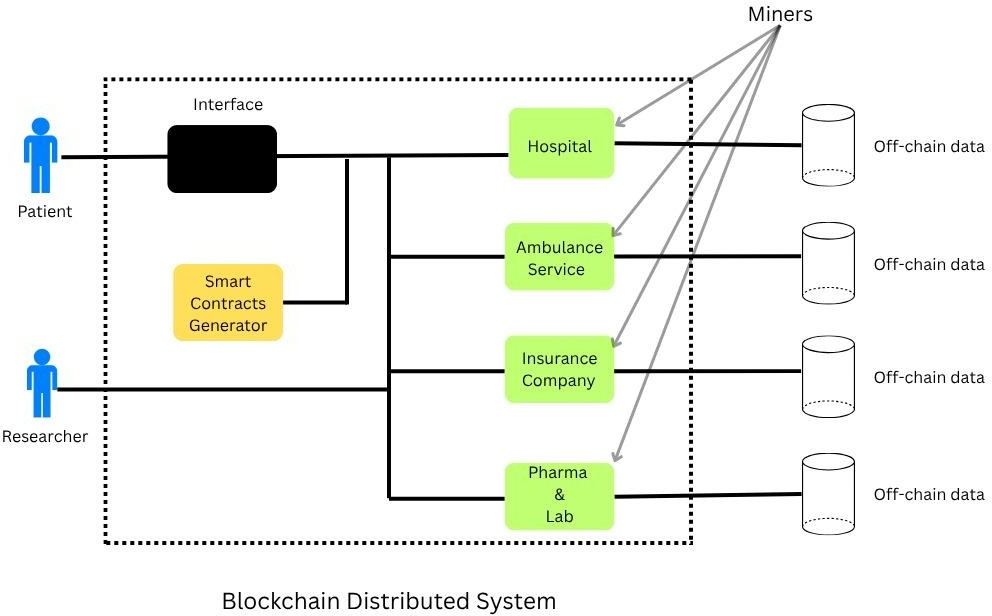 Miners
Interface
Hospital
Off-chain data
Patient
Ambulance
Service
Off-chain data
Smart
Contracts
Generator
Insurance
Company
Off-chain data
Researcher
Pharma
&
Lab
Off-chain data
Blockchain Distributed System